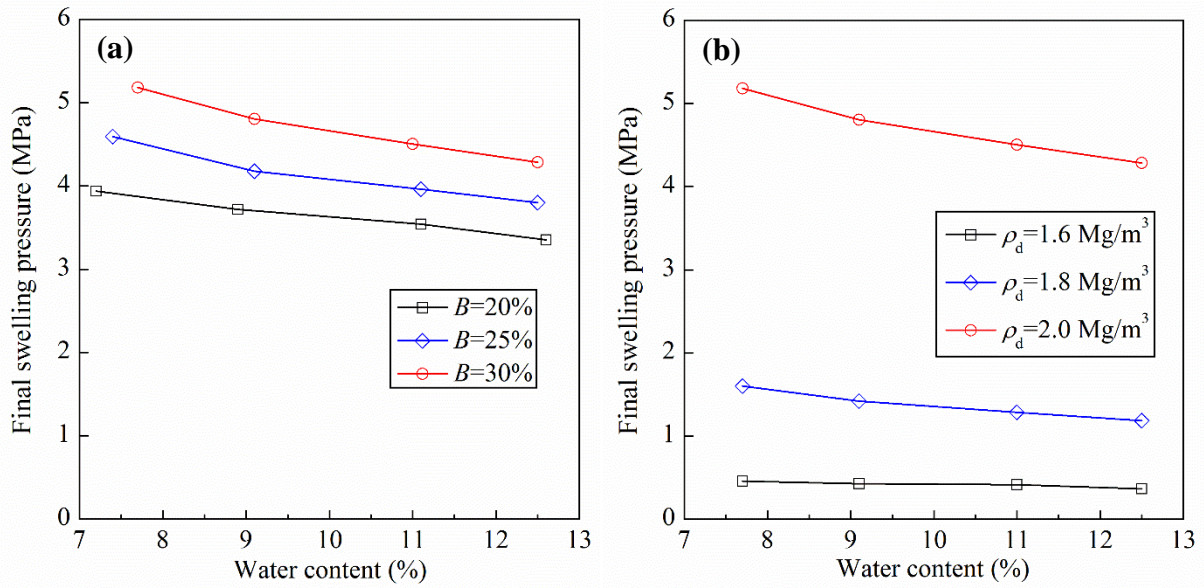 (a)
Final swelling pressure (MPa)
6
5
4
3
2
1
0
B=20%
B=25%
B=30%
7 8 9 10 11 12 13
Water content (%)
(b)
Final swelling pressure (MPa)
6
5
4
3
2
1
0
ρd=1.6 Mg/m³
ρd=1.8 Mg/m³
ρd=2.0 Mg/m³
7 8 9 10 11 12 13
Water content (%)